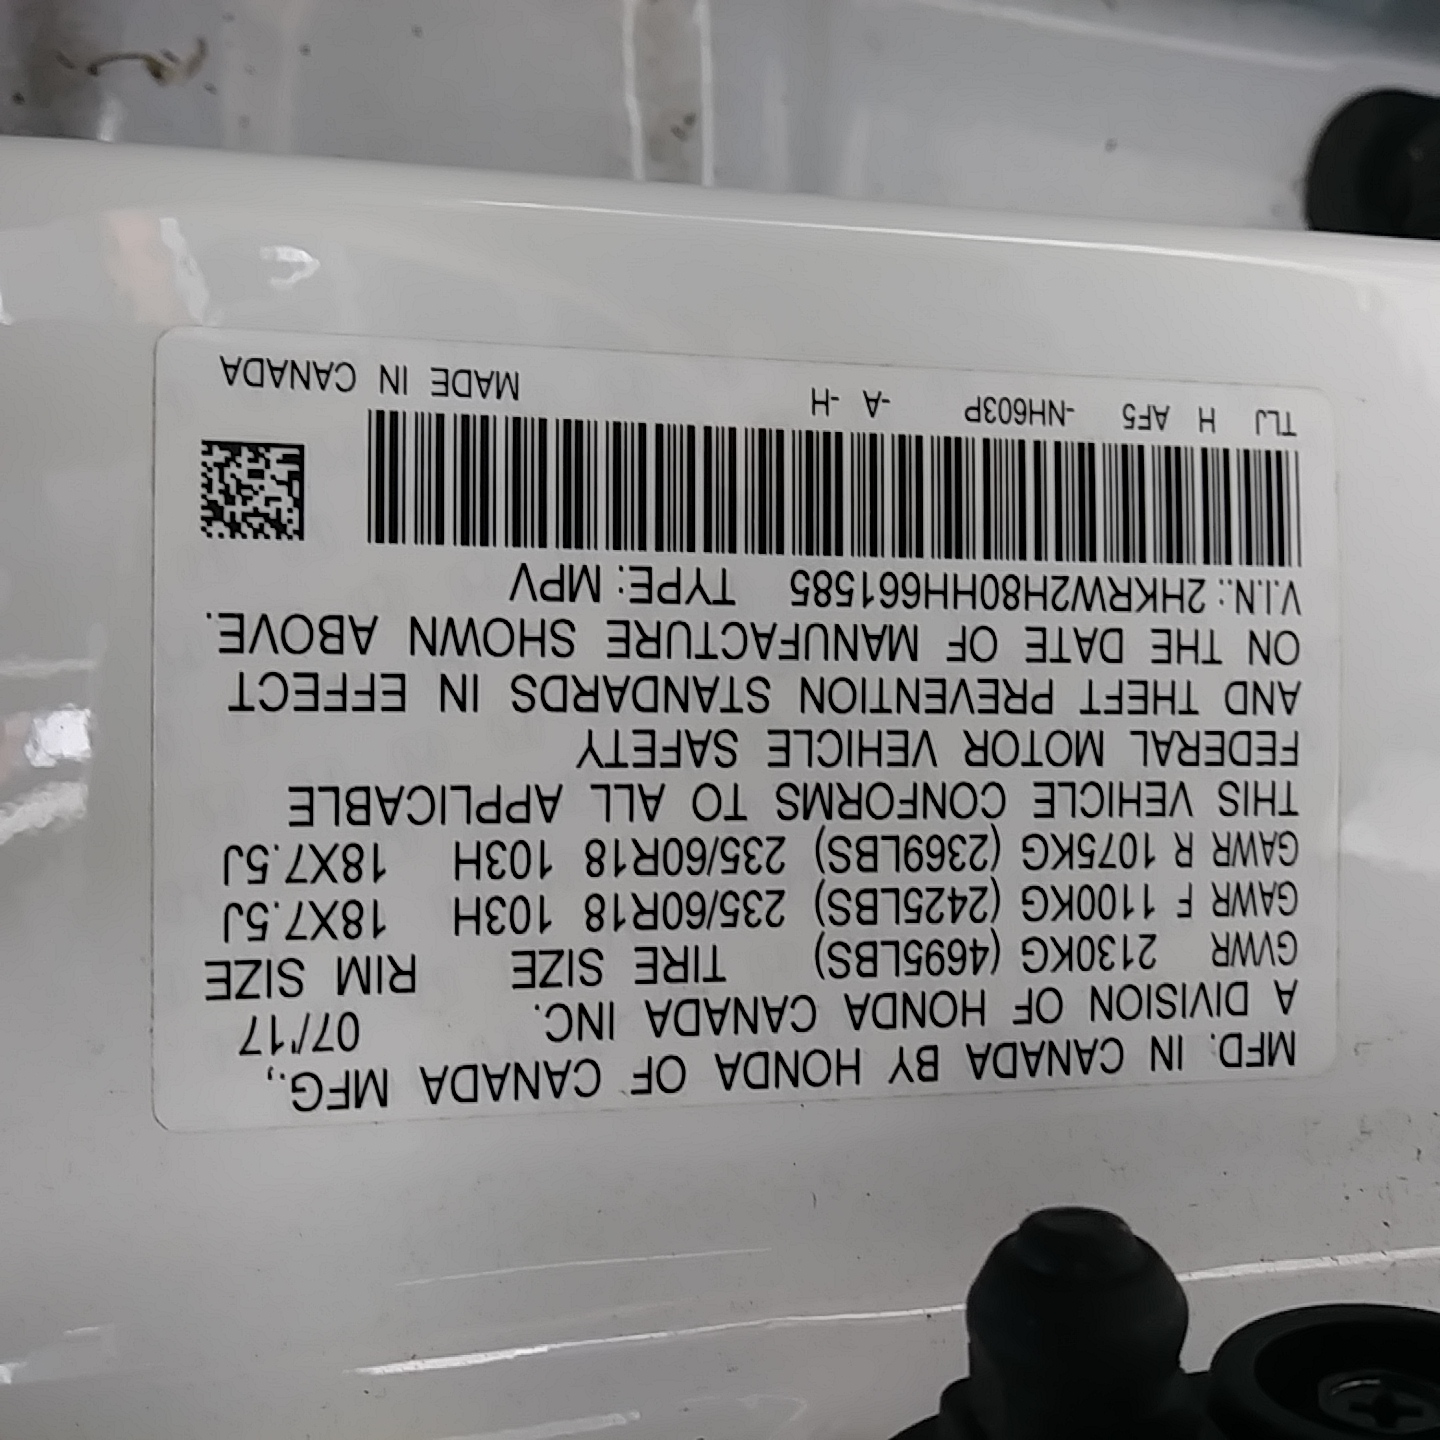 MFD. IN CANADA BY HONDA OF CANADA MFG.,
A DIVISION OF HONDA CANADA INC. 07/'17
GVWR 2130KG (4695LBS) TIRE SIZE RIM SIZE
GAWR F 1100KG (2425LBS) 235/60R18 103H 18X7.5J
GAWR R 1075KG (2369LBS) 235/60R18 103H 18X7.5J
THIS VEHICLE CONFORMS TO ALL APPLICABLE
FEDERAL MOTOR VEHICLE SAFETY
AND THEFT PREVENTION STANDARDS IN EFFECT
ON THE DATE OF MANUFACTURE SHOWN ABOVE.
V.I.N.: 2HKRW2H80HH661585 TYPE: MPV
TLJ H AF5 -NH603P -A -H MADE IN CANADA